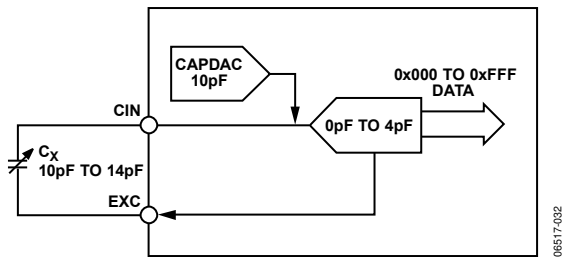 CAPDAC
10pF
0x000 TO 0xFFF
DATA
CIN
0pF TO 4pF
CX
10pF TO 14pF
EXC
06517-032